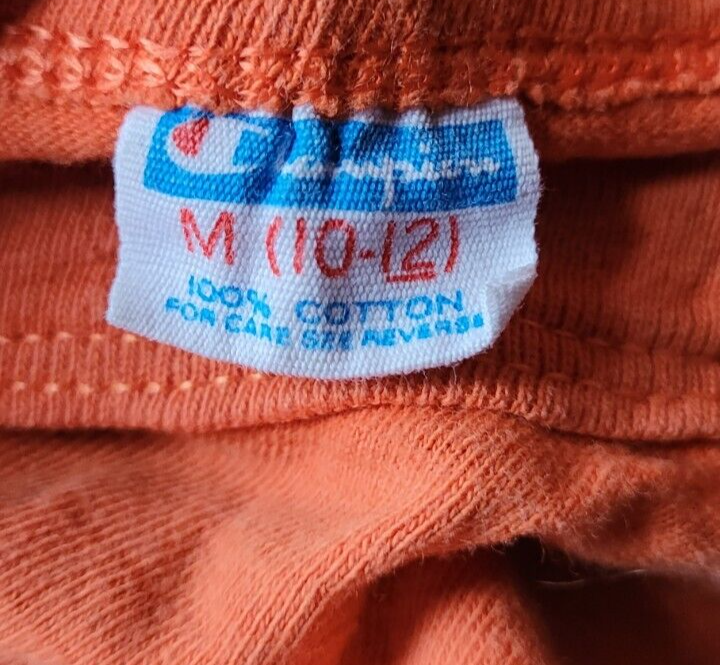 Champion
M (10-12)
100% COTTON
FOR CARE SEE REVERSE